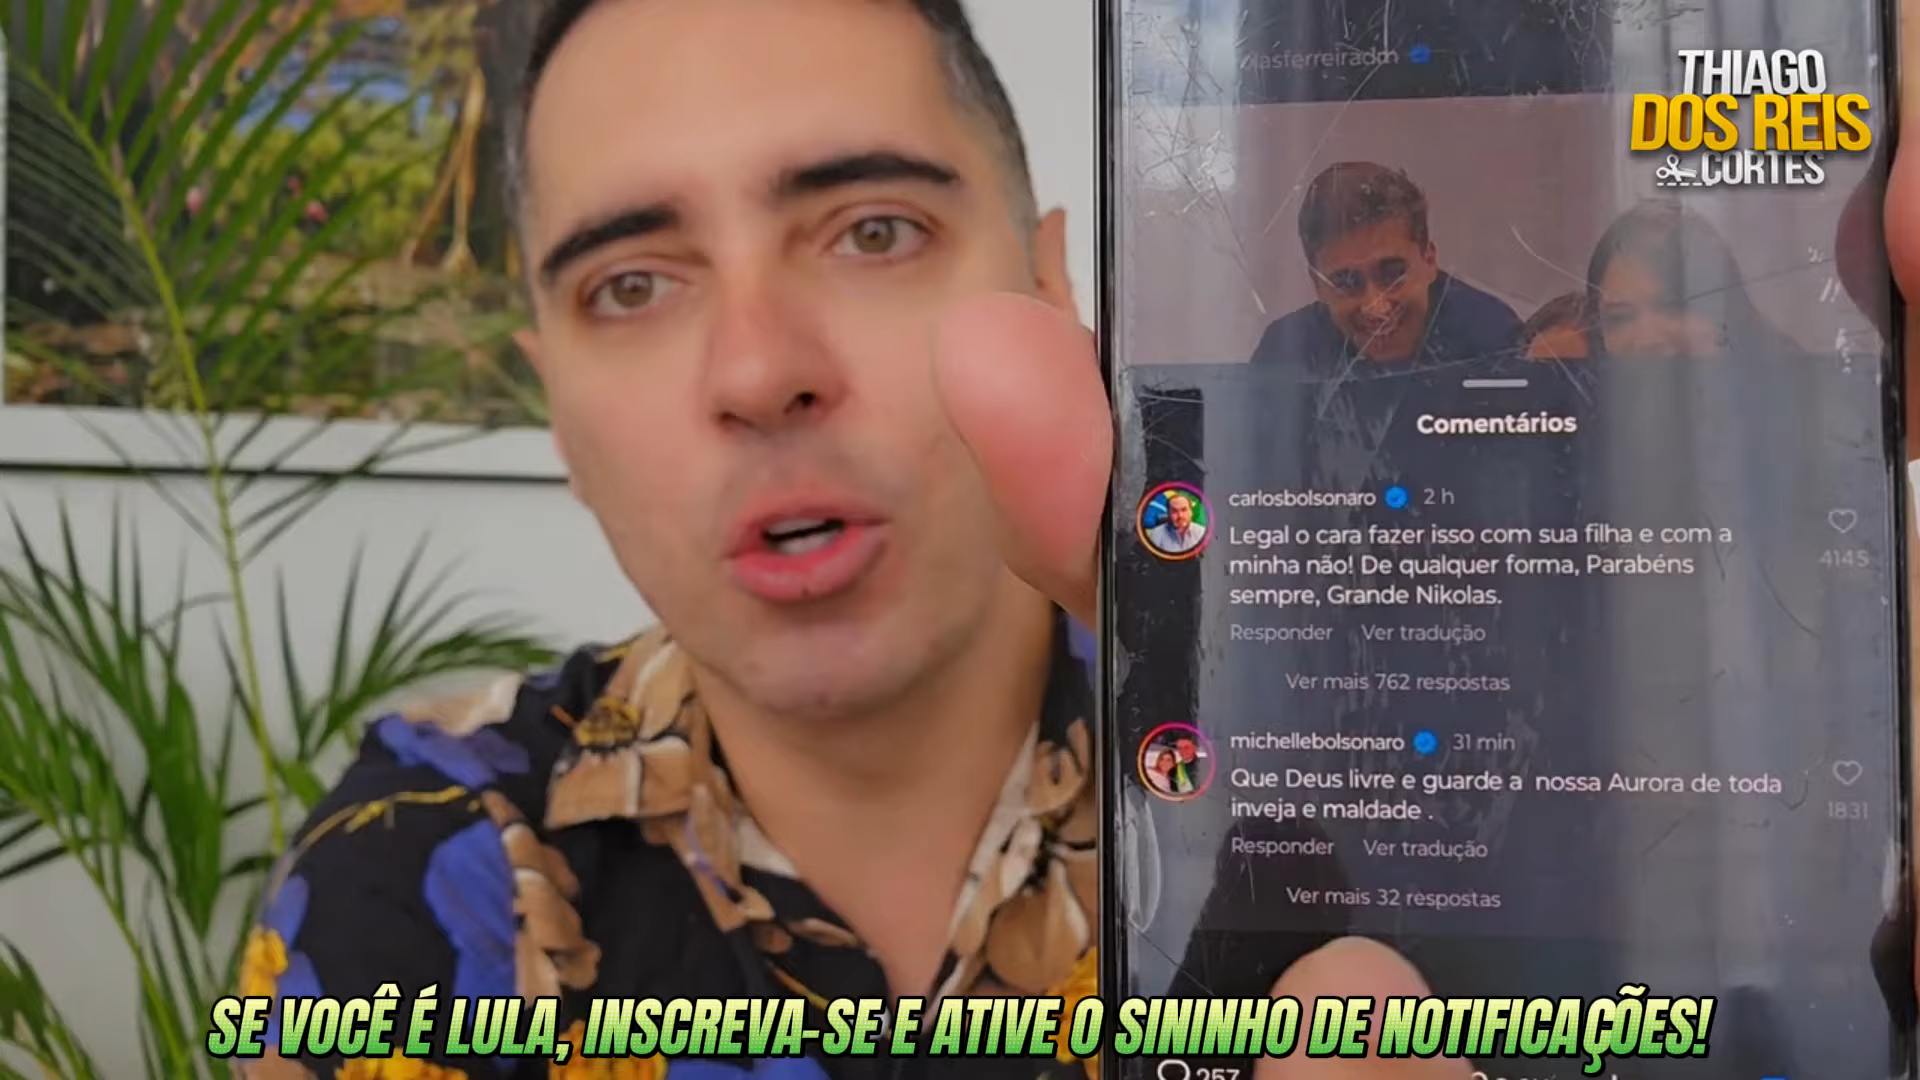 THIAGO
DOS REIS
CORTES
Comentários
carlosbolsonaro 2 h
Legal o cara fazer isso com sua filha e com a
minha não! De qualquer forma, Parabéns
sempre, Grande Nikolas.
4145
Responder Ver tradução
Ver mais 762 respostas
michellebolsonaro 31 min
Que Deus livre e guarde a nossa Aurora de toda
inveja e maldade .
1831
Responder Ver tradução
Ver mais 32 respostas
SE VOCÊ É LULA, INSCREVA-SE E ATIVE O SININHO DE NOTIFICAÇÕES!
257